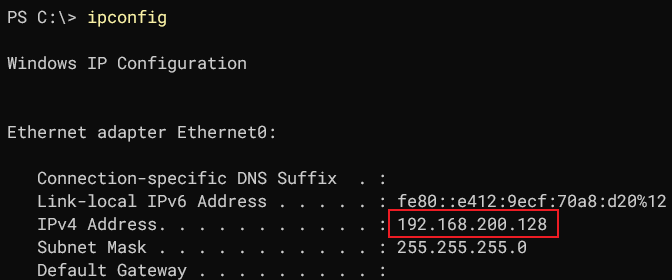 PS C:\> ipconfig
Windows IP Configuration
Ethernet adapter Ethernet0:
Connection-specific DNS Suffix  . :
Link-local IPv6 Address . . . . . : fe80::e412:9ecf:70a8:d20%12
IPv4 Address. . . . . . . . . . . : 192.168.200.128
Subnet Mask . . . . . . . . . . . : 255.255.255.0
Default Gateway . . . . . . . . . :